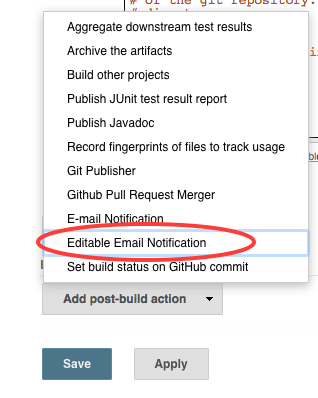 # or the git repository.
Aggregate downstream test results
Archive the artifacts
Build other projects
Publish JUnit test result report
Publish Javadoc
Record fingerprints of files to track usage
Git Publisher
Github Pull Request Merger
E-mail Notification
Editable Email Notification
Set build status on GitHub commit
Add post-build action
Save
Apply